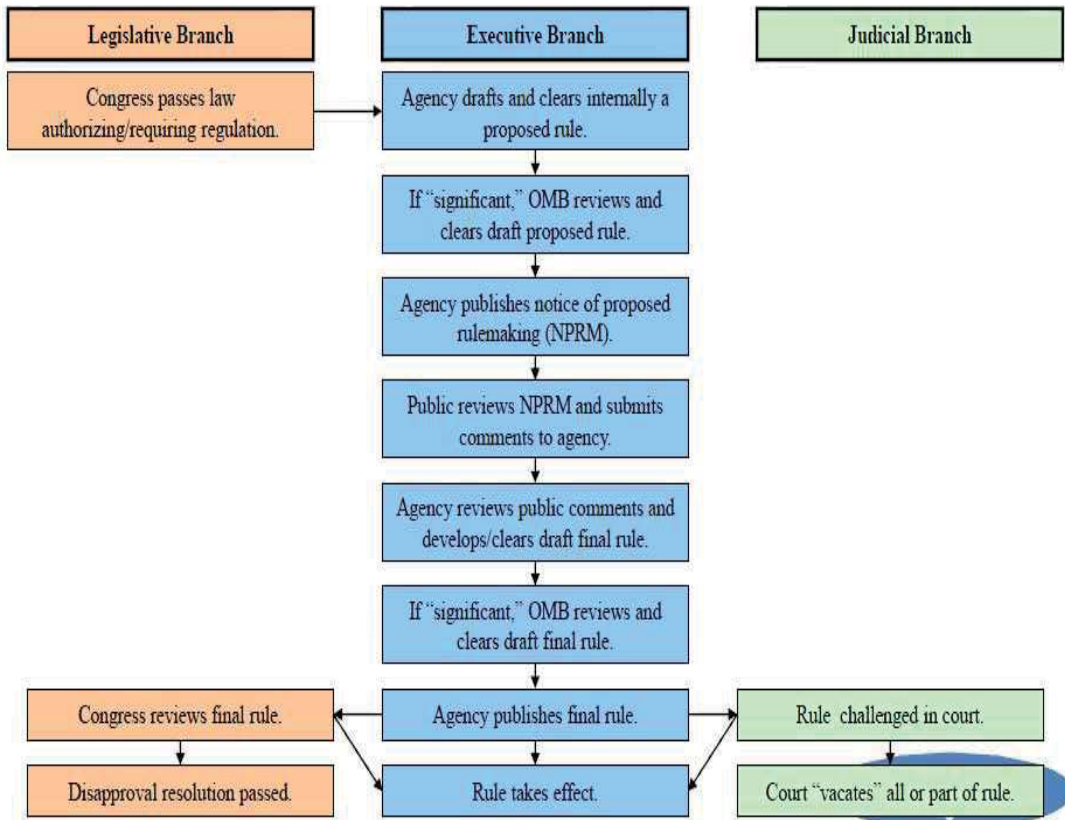 Legislative Branch
Executive Branch
Judicial Branch
Congress passes law
authorizing/requiring regulation.
Agency drafts and clears internally a
proposed rule.
If “significant,” OMB reviews and
clears draft proposed rule.
Agency publishes notice of proposed
rulemaking (NPRM).
Public reviews NPRM and submits
comments to agency.
Agency reviews public comments and
develops/clears draft final rule.
If “significant,” OMB reviews and
clears draft final rule.
Congress reviews final rule.
Agency publishes final rule.
Rule challenged in court.
Disapproval resolution passed.
Rule takes effect.
Court “vacates” all or part of rule.